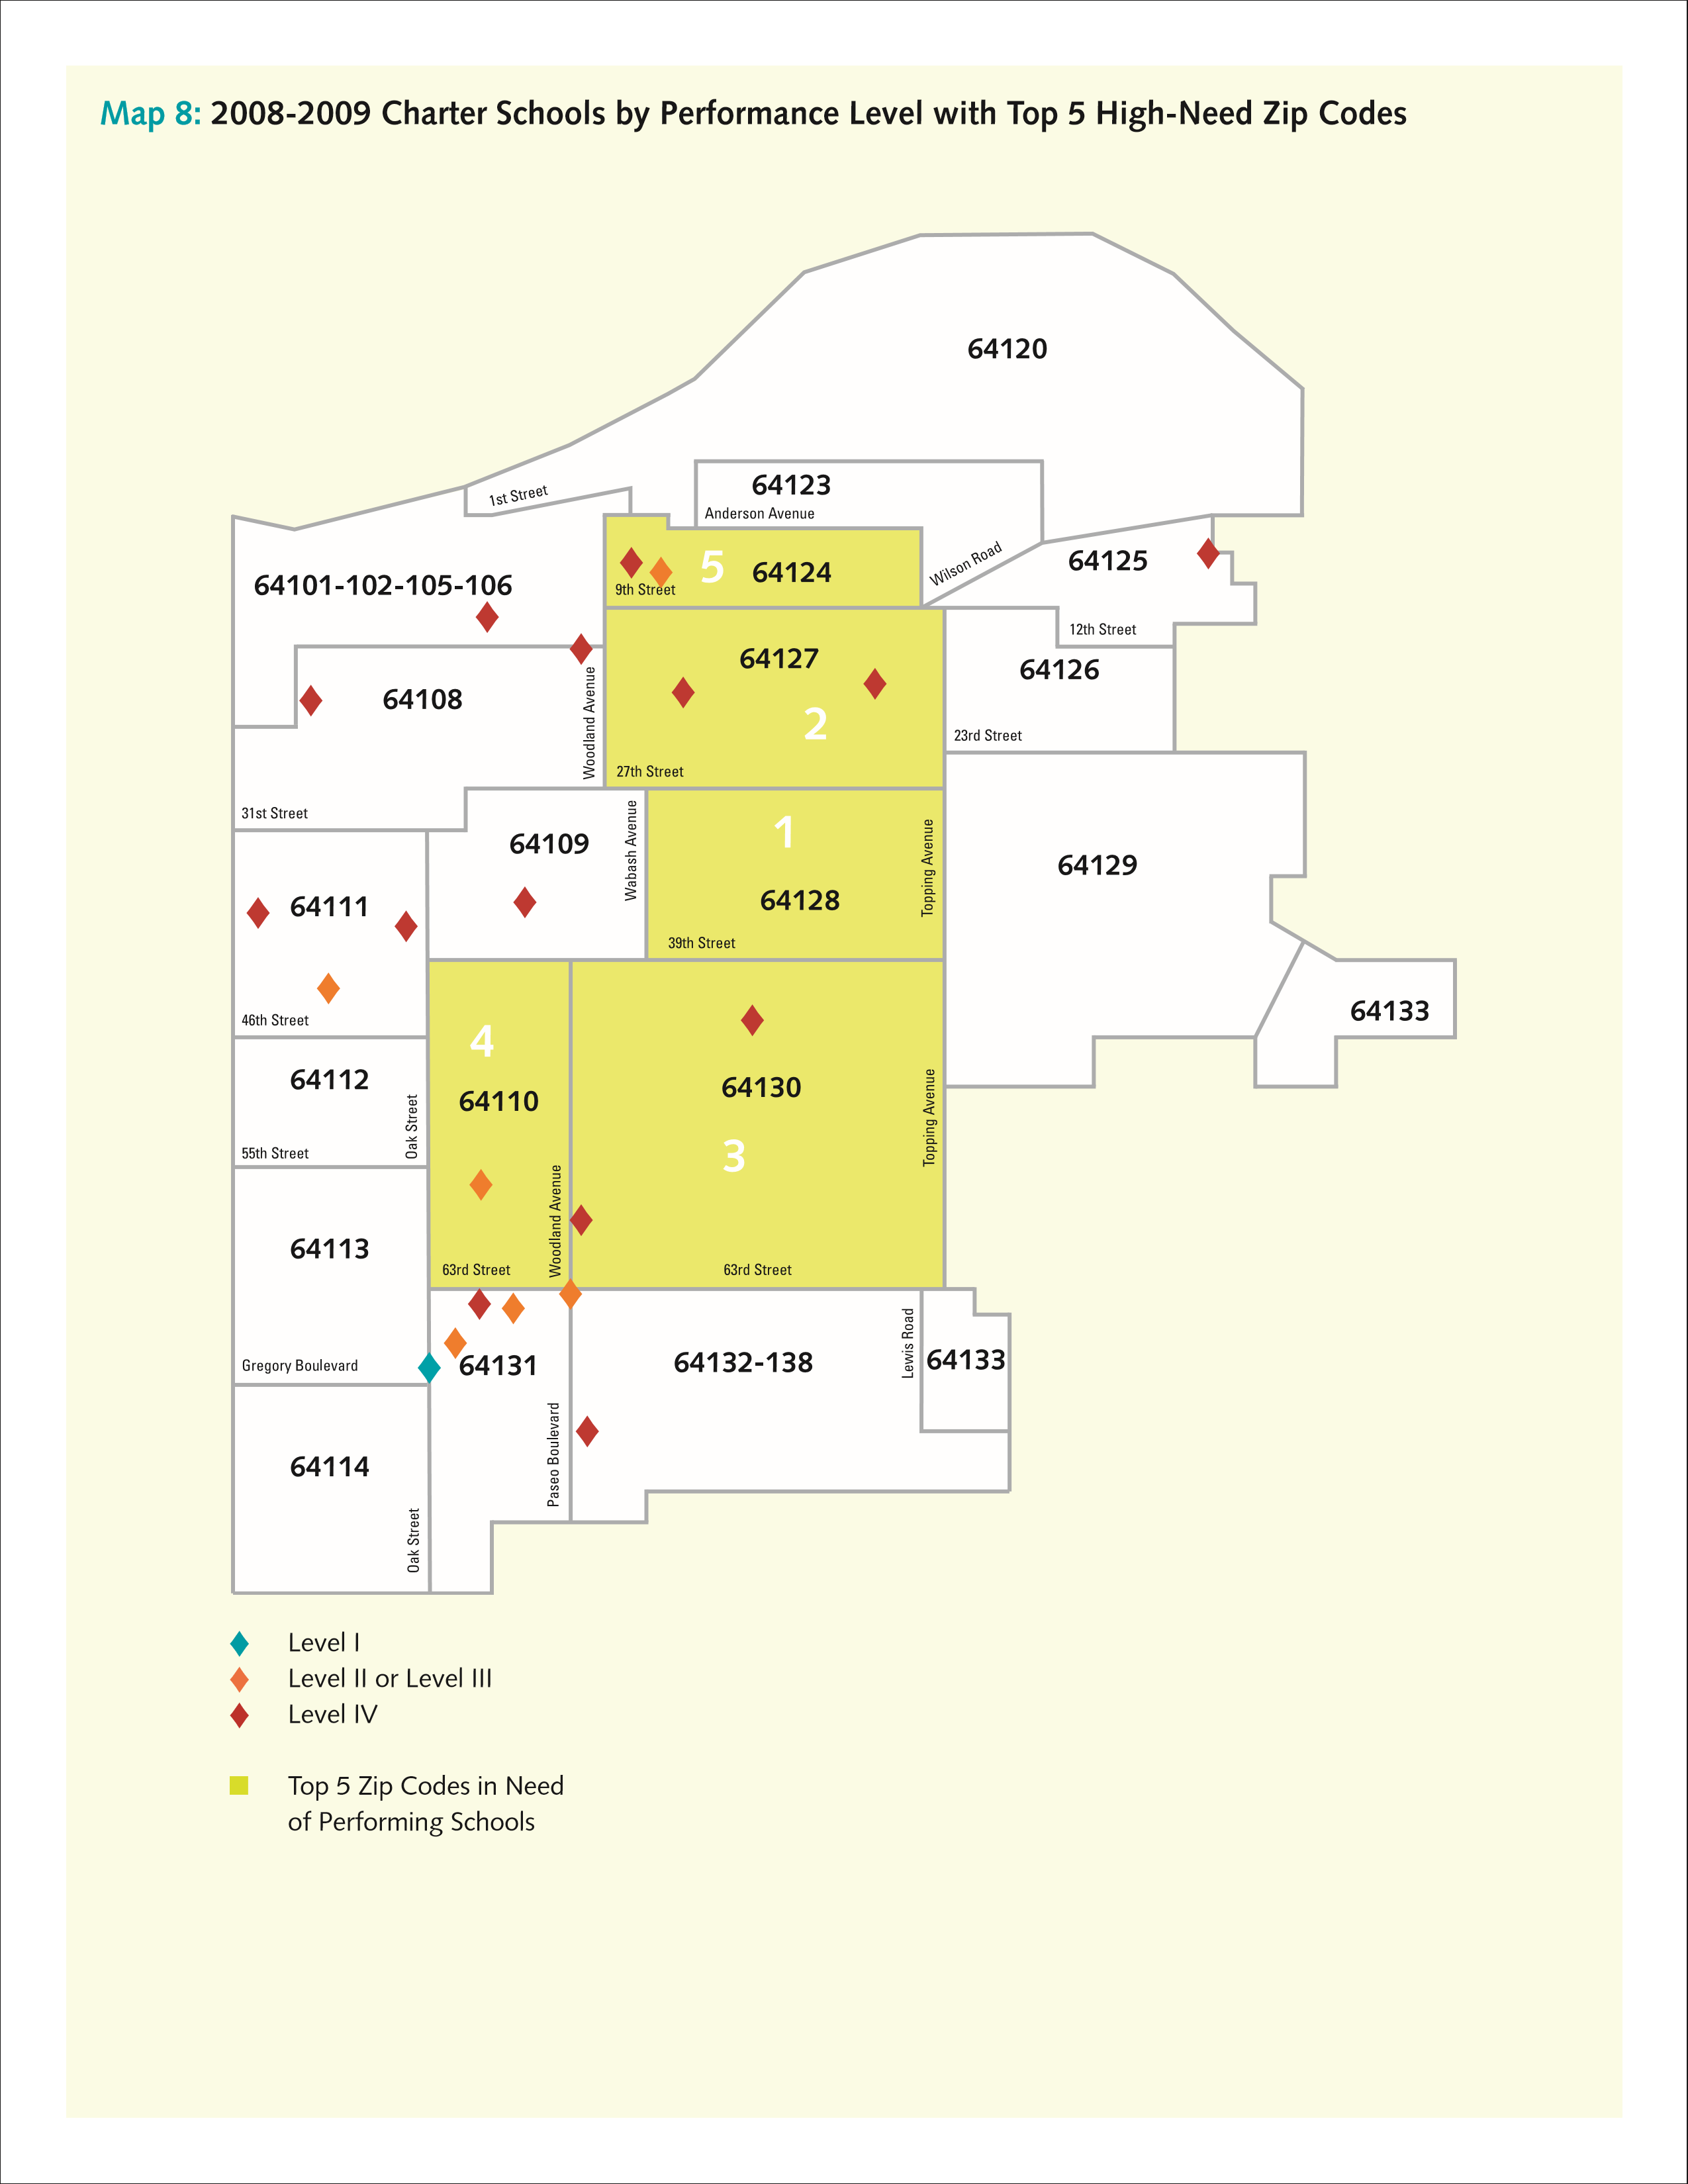 Map 8: 2008-2009 Charter Schools by Performance Level with Top 5 High-Need Zip Codes
64120
64123
1st Street
Anderson Avenue
Wilson Road
64125
5
64124
64101-102-105-106
9th Street
12th Street
64127
64126
64108
Woodland Avenue
2
23rd Street
27th Street
31st Street
Wabash Avenue
1
Topping Avenue
64109
64129
64128
64111
39th Street
64133
46th Street
4
64112
64110
64130
Oak Street
Topping Avenue
3
55th Street
Woodland Avenue
64113
63rd Street
63rd Street
Gregory Boulevard
64131
64132-138
Lewis Road
64133
Paseo Boulevard
64114
Oak Street
Level I
Level II or Level III
Level IV
Top 5 Zip Codes in Need
of Performing Schools